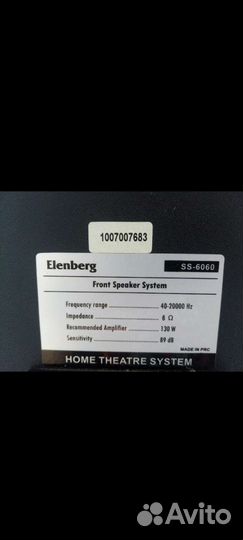 1007007683
Elenberg SS-6060
Front Speaker System
Frequency range 40-20000 Hz
Impedance 6 Ω
Recommended Amplifier 130 W
Sensitivity 89 dB
MADE IN PRC
HOME THEATRE SYSTEM
Avito